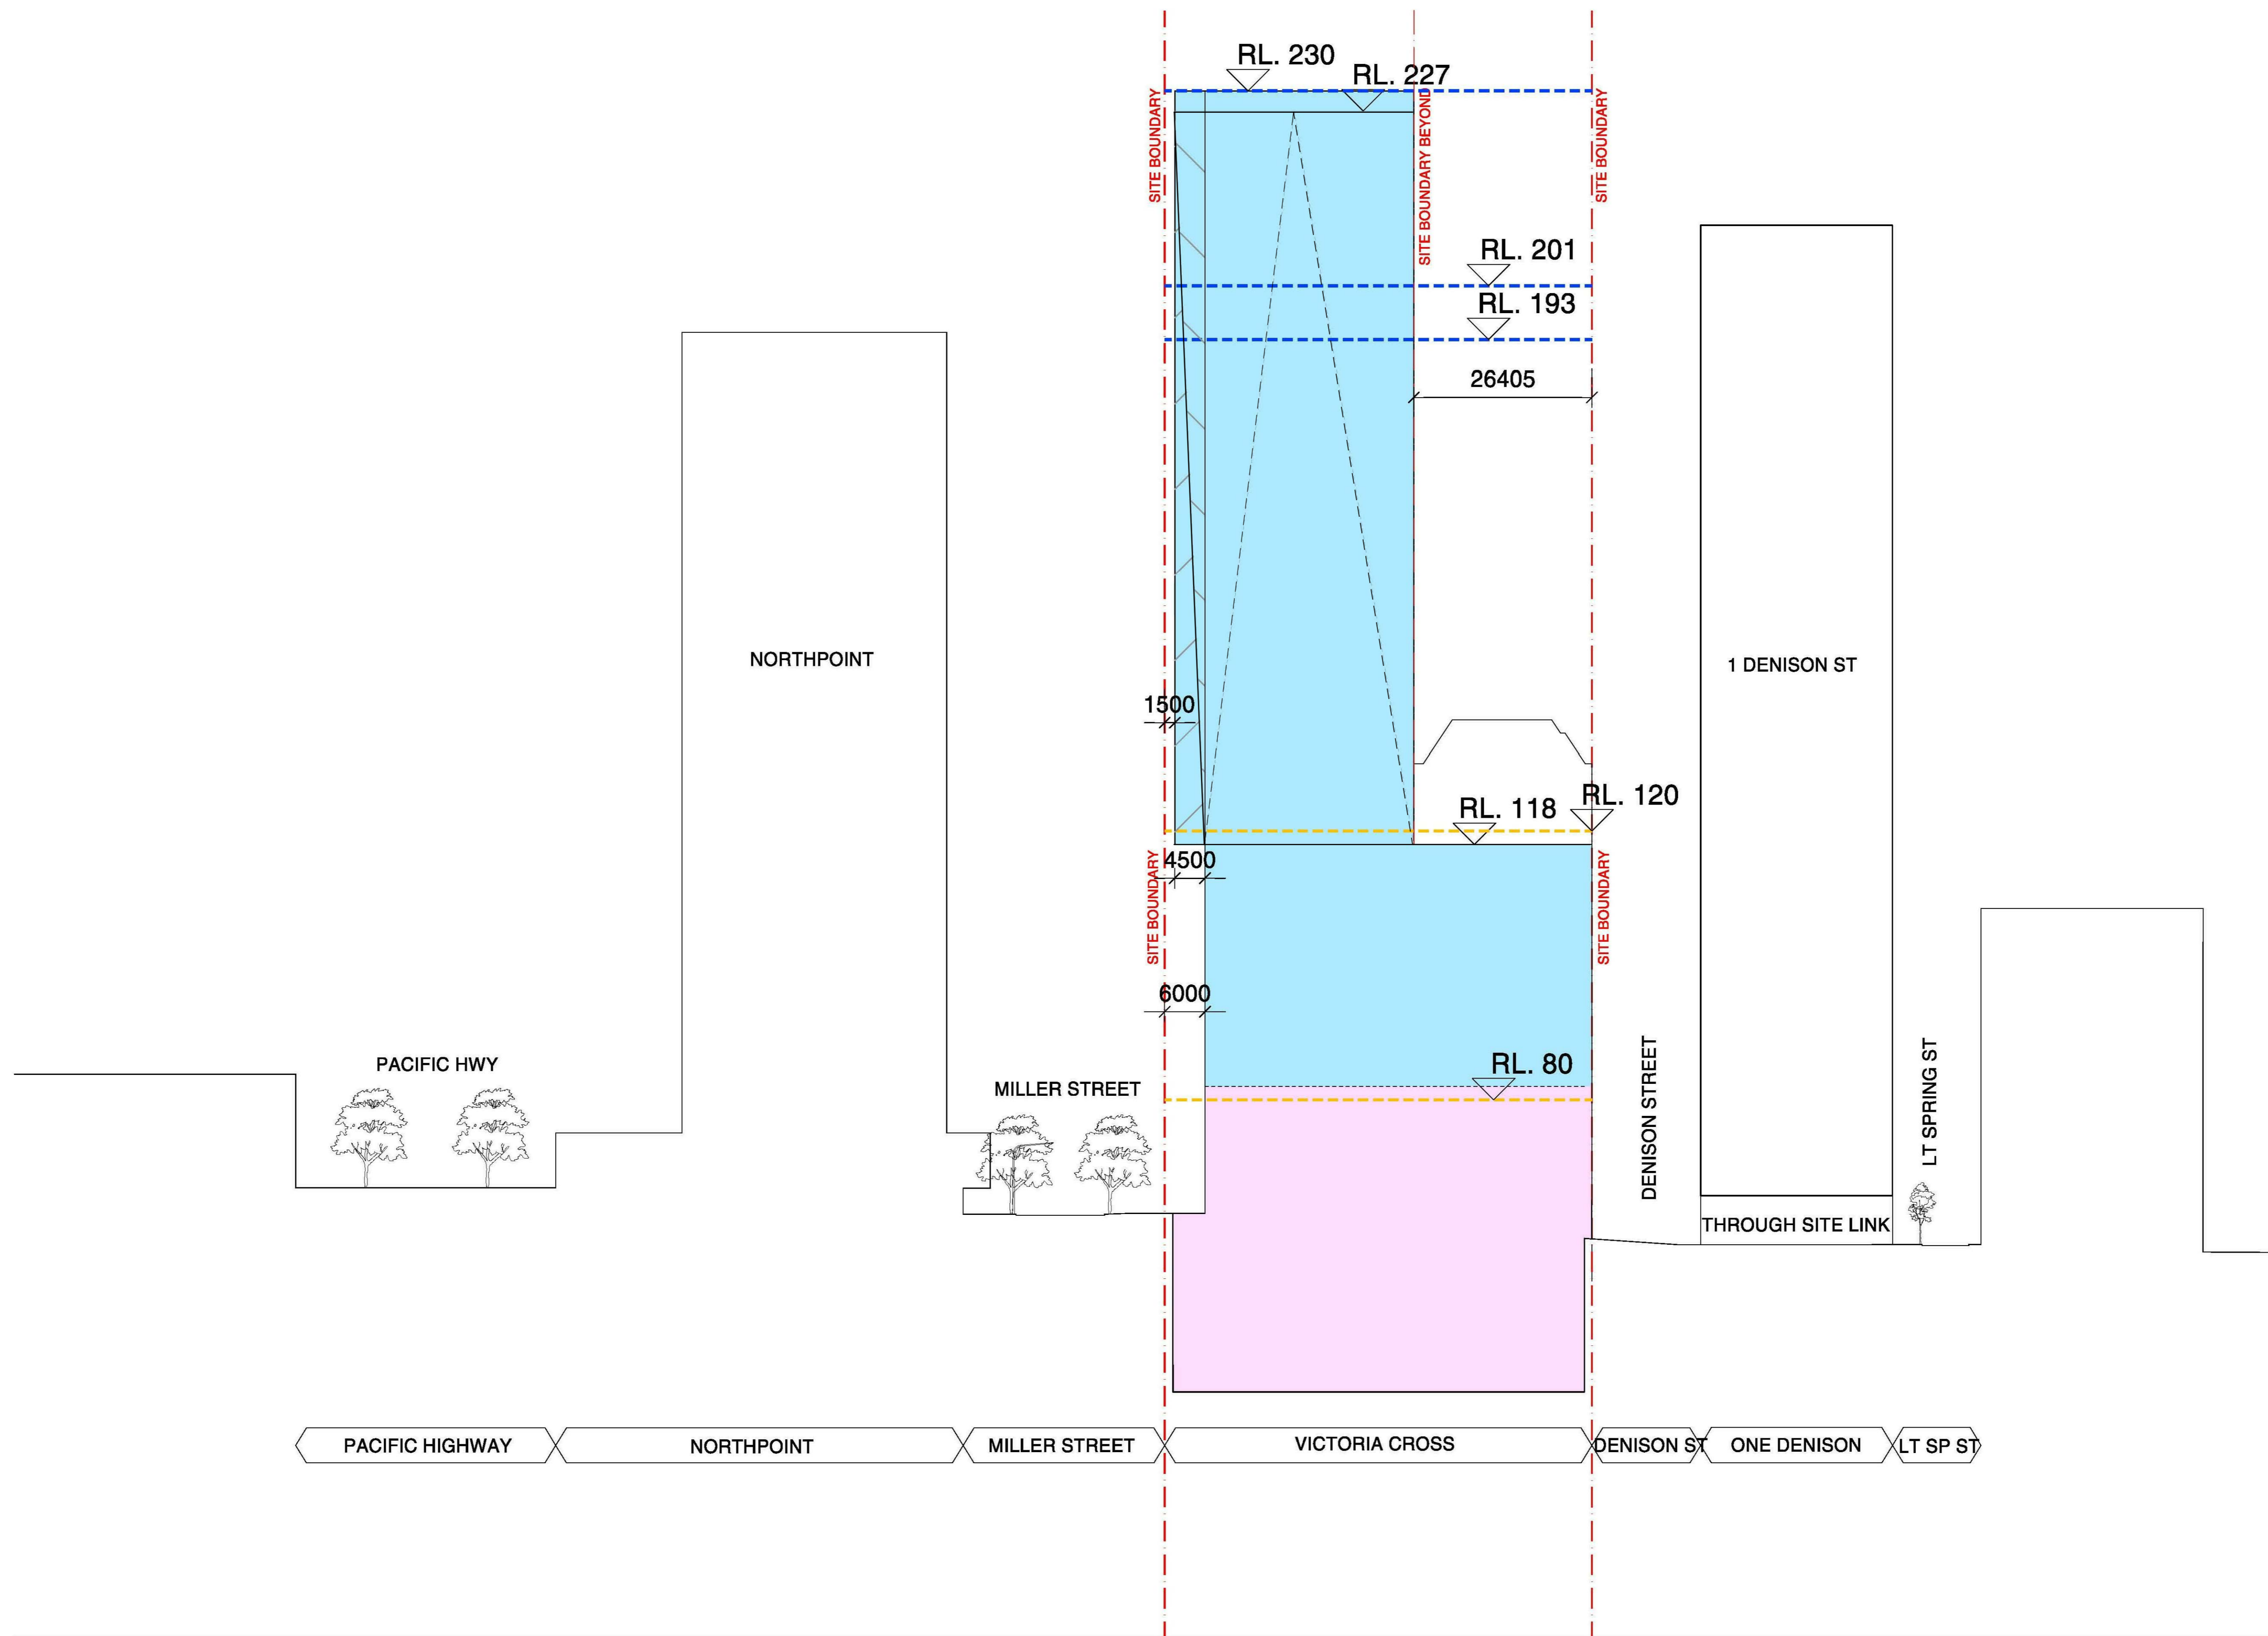 RL. 230
RL. 227
SITE BOUNDARY
SITE BOUNDARY BEYOND
SITE BOUNDARY
RL. 201
RL. 193
26405
NORTHPOINT
1 DENISON ST
1500
RL. 120
RL. 118
4500
SITE BOUNDARY
SITE BOUNDARY
6000
PACIFIC HWY
MILLER STREET
RL. 80
DENISON STREET
LT SPRING ST
THROUGH SITE LINK
PACIFIC HIGHWAY
NORTHPOINT
MILLER STREET
VICTORIA CROSS
DENISON ST
ONE DENISON
LT SP ST